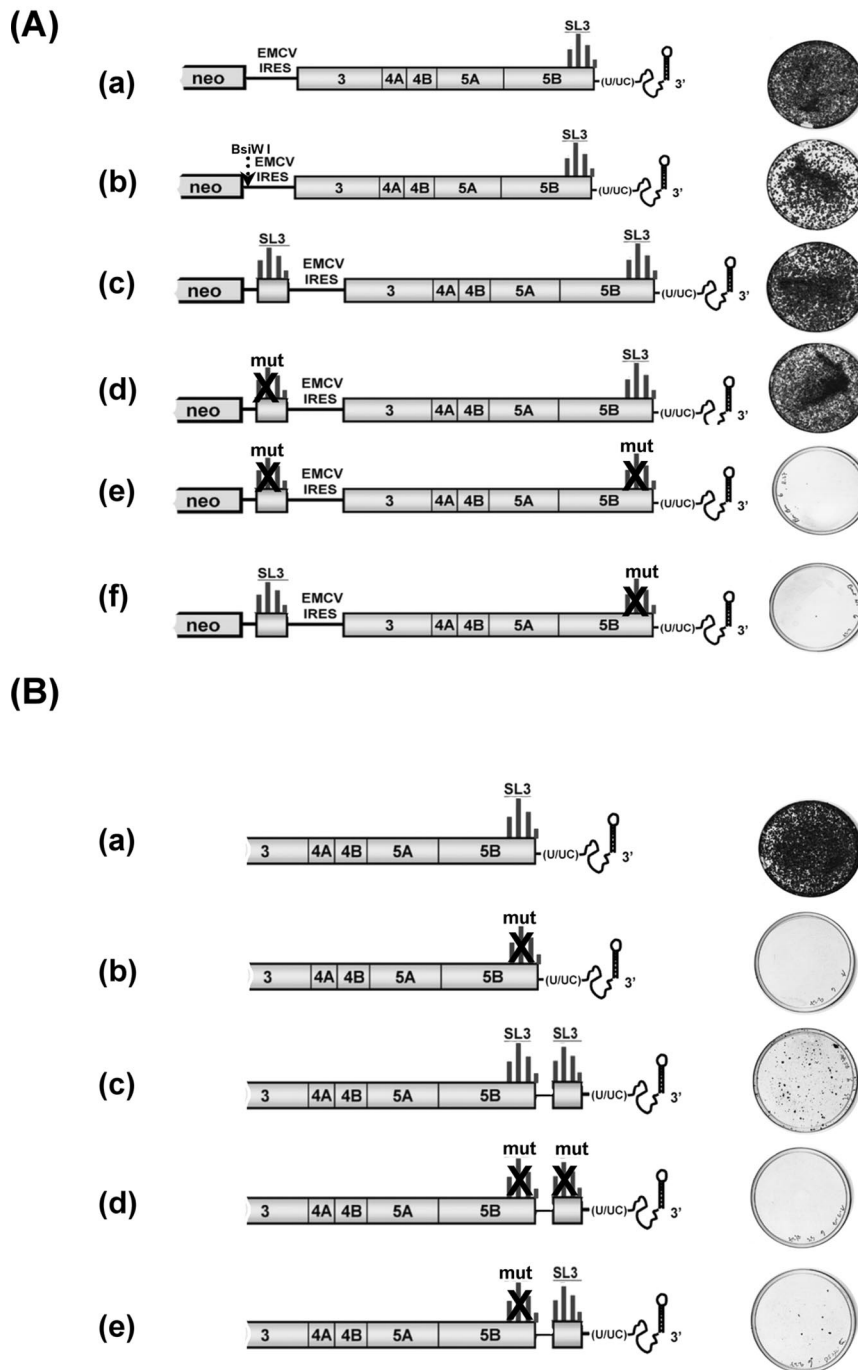 (A)
(a) neo EMCV IRES 3 4A 4B 5A 5B SL3 (U/UC) 3’
(b) neo BsiW I EMCV IRES 3 4A 4B 5A 5B SL3 (U/UC) 3’
(c) neo SL3 EMCV IRES 3 4A 4B 5A 5B SL3 (U/UC) 3’
(d) neo mut X EMCV IRES 3 4A 4B 5A 5B SL3 (U/UC) 3’
(e) neo mut X EMCV IRES 3 4A 4B 5A 5B mut X (U/UC) 3’
(f) neo SL3 EMCV IRES 3 4A 4B 5A 5B mut X (U/UC) 3’
(B)
(a) 3 4A 4B 5A 5B SL3 (U/UC) 3’
(b) 3 4A 4B 5A 5B mut X (U/UC) 3’
(c) 3 4A 4B 5A 5B SL3 SL3 (U/UC) 3’
(d) 3 4A 4B 5A 5B mut X mut X (U/UC) 3’
(e) 3 4A 4B 5A 5B mut X SL3 (U/UC) 3’